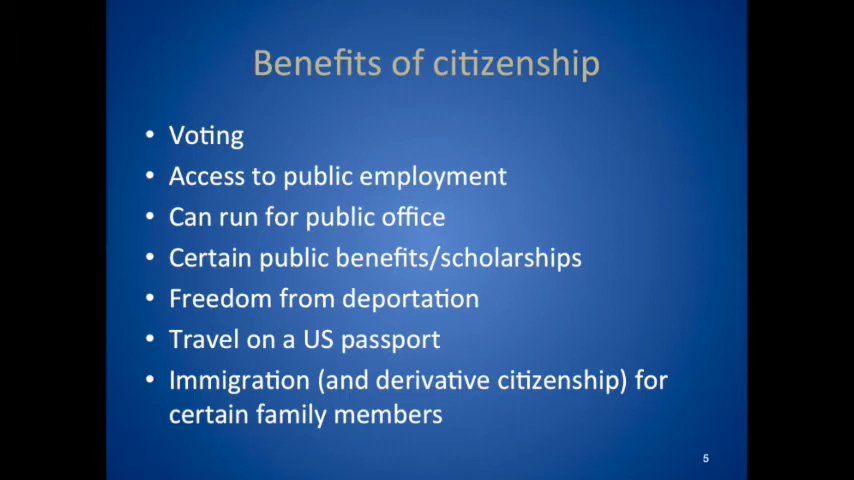 Benefits of citizenship
• Voting
• Access to public employment
• Can run for public office
• Certain public benefits/scholarships
• Freedom from deportation
• Travel on a US passport
• Immigration (and derivative citizenship) for
certain family members
5